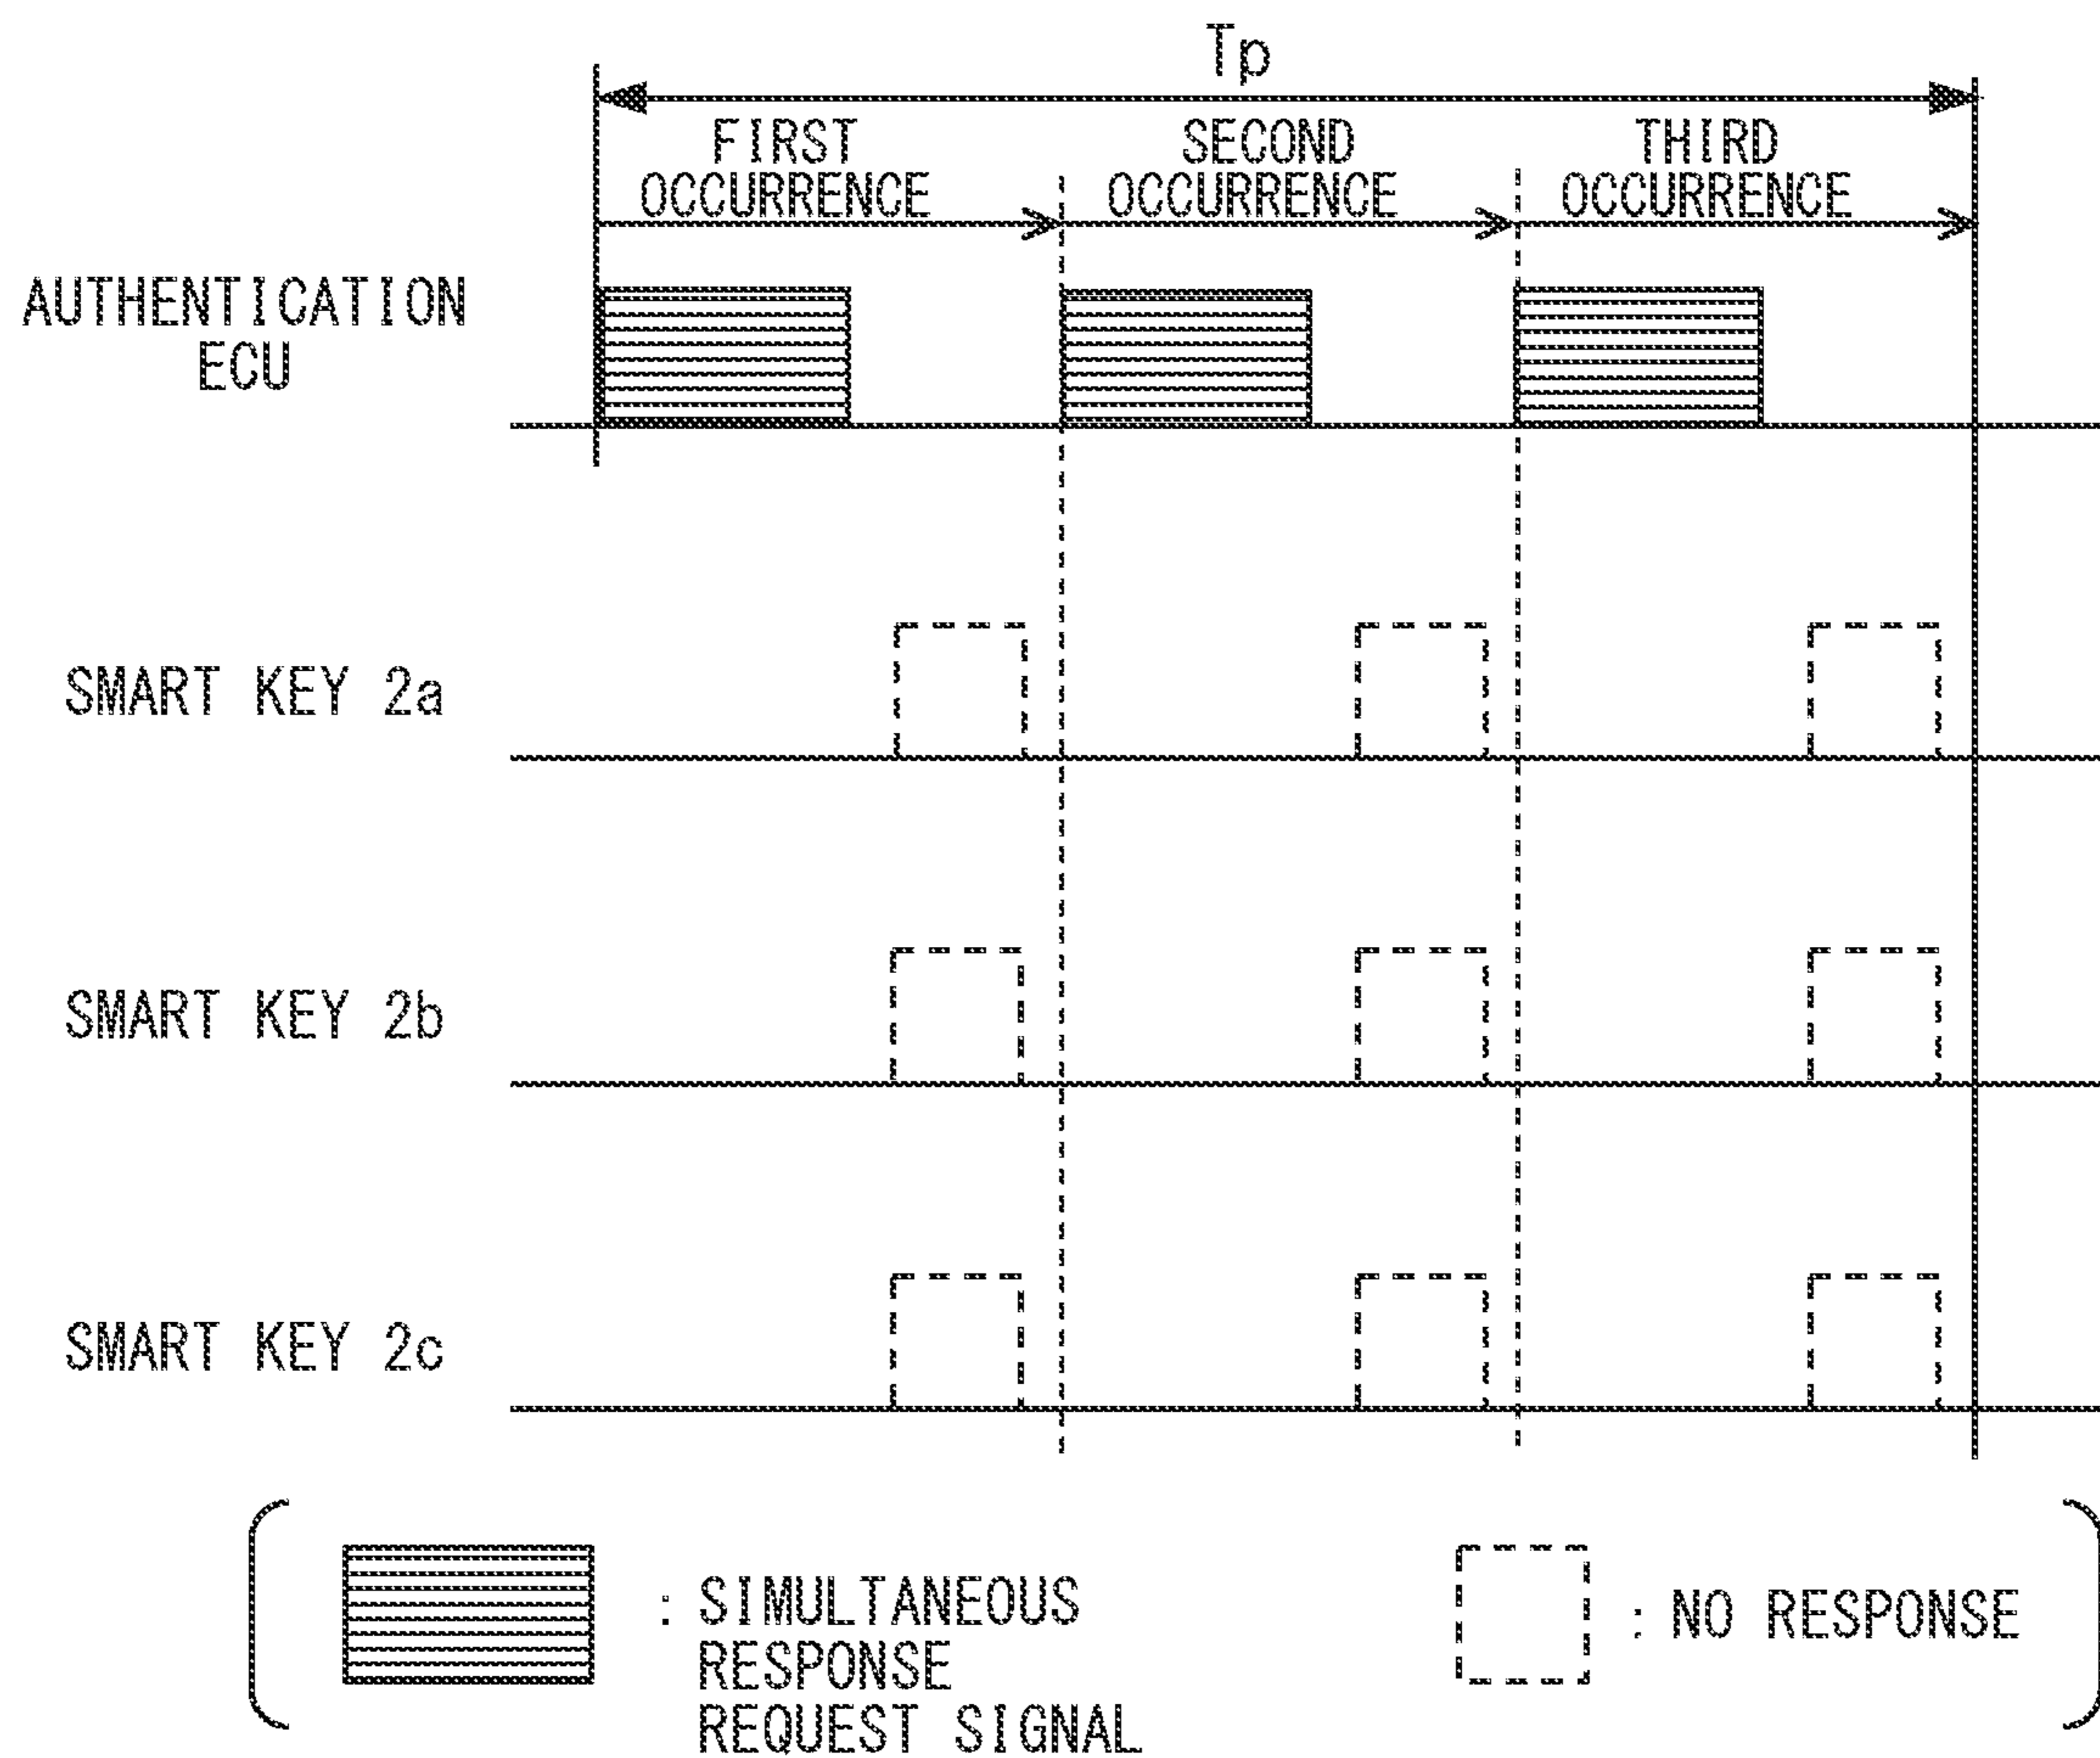 Tp
FIRST
OCCURRENCE
SECOND
OCCURRENCE
THIRD
OCCURRENCE
AUTHENTICATION
ECU
SMART KEY 2a
SMART KEY 2b
SMART KEY 2c
: SIMULTANEOUS
RESPONSE
REQUEST SIGNAL
: NO RESPONSE